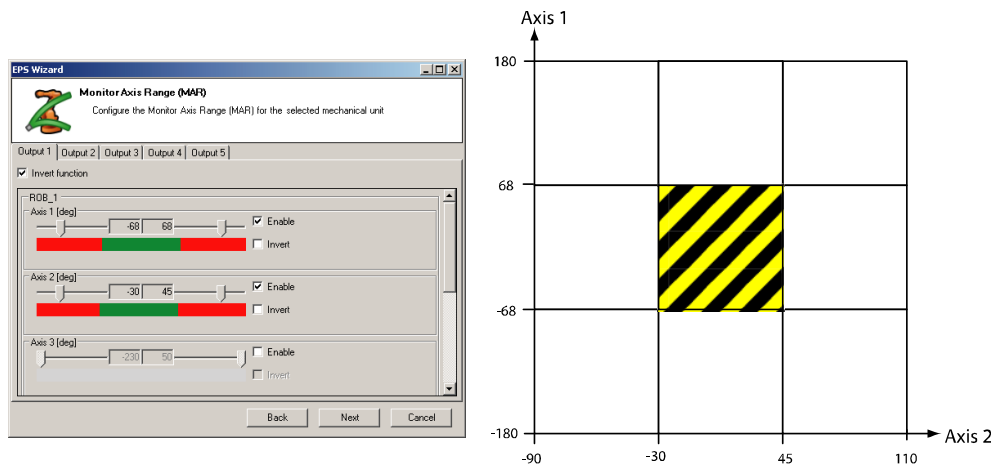 EPS Wizard
Monitor Axis Range (MAR)
Configure the Monitor Axis Range (MAR) for the selected mechanical unit
Output 1 Output 2 Output 3 Output 4 Output 5
Invert function
ROB_1
Axis 1 [deg]
-68 68 Enable
Invert
Axis 2 [deg]
-30 45 Enable
Invert
Axis 3 [deg]
-230 50 Enable
Invert
Back Next Cancel
Axis 1
180
68
-68
-180
Axis 2
-90 -30 45 110